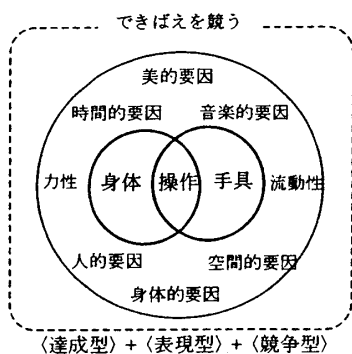 できばえを競う
美的要因
時間的要因 音楽的要因
力性 身体 操作 手具 流動性
人的要因 空間的要因
身体的要因
〈達成型〉+〈表現型〉+〈競争型〉